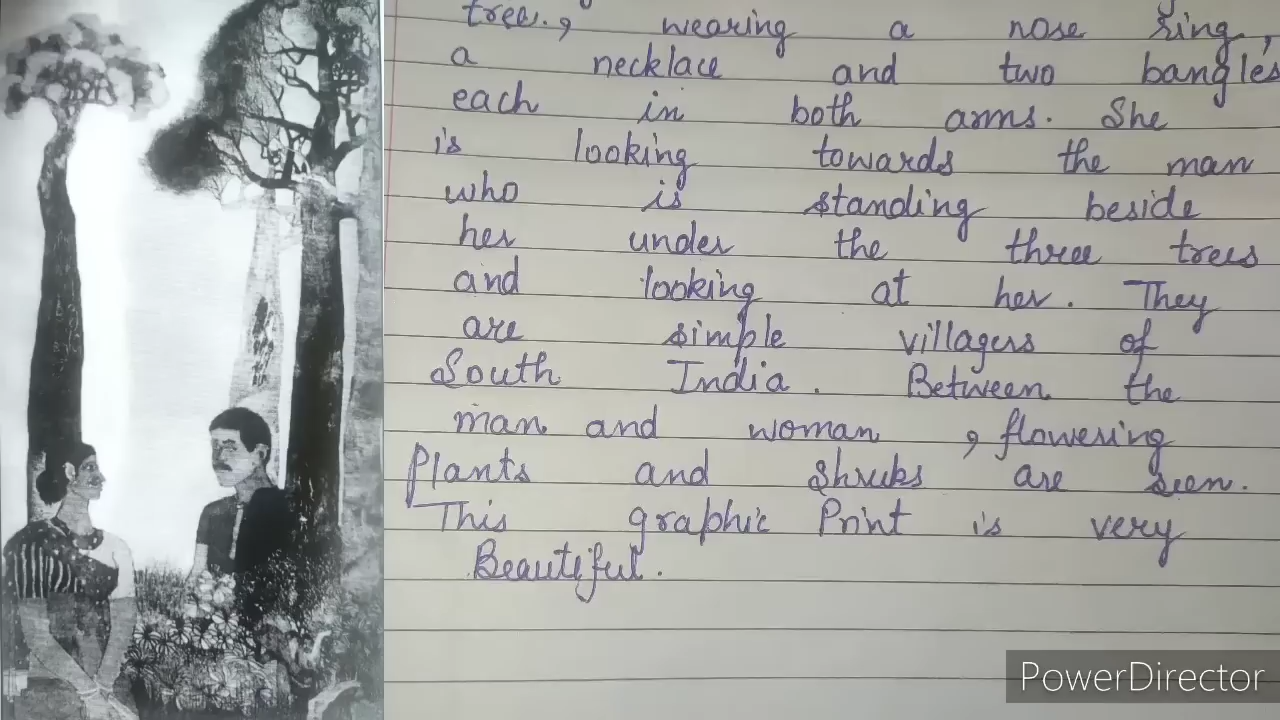 tree., wearing a nose ring,
a necklace and two bangles
each in both arms. She
is looking towards the man
who is standing beside
her under the three trees
and looking at her. They
are simple villagers of
South India. Between the
man and woman, flowering
Plants and shrubs are seen.
This graphic Print is very
Beautiful.
PowerDirector